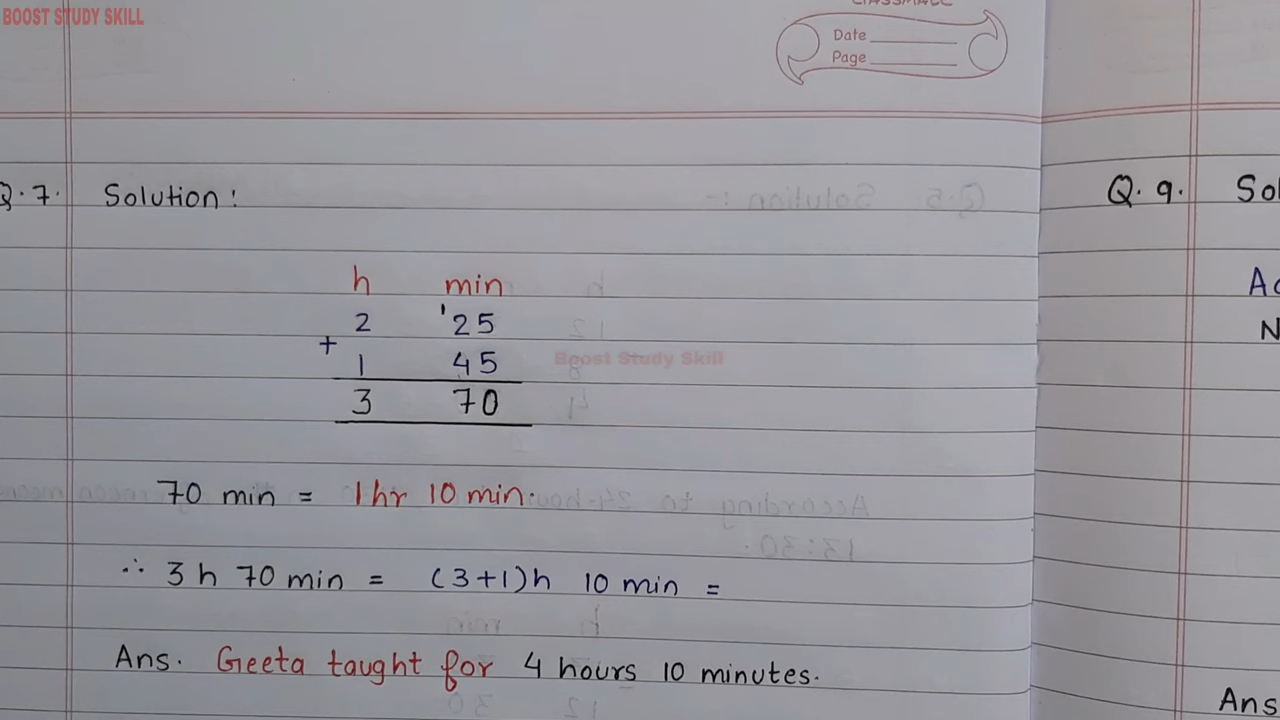 BOOST STUDY SKILL
Date
Page
Q.7. Solution:
h min
2 '25
+ 1 45
3 70
Boost Study Skill
70 min = 1hr 10 min.
∴ 3 h 70 min = (3+1)h 10 min =
Ans. Geeta taught for 4 hours 10 minutes.
Q. 9. Sol
Ac
N
Ans